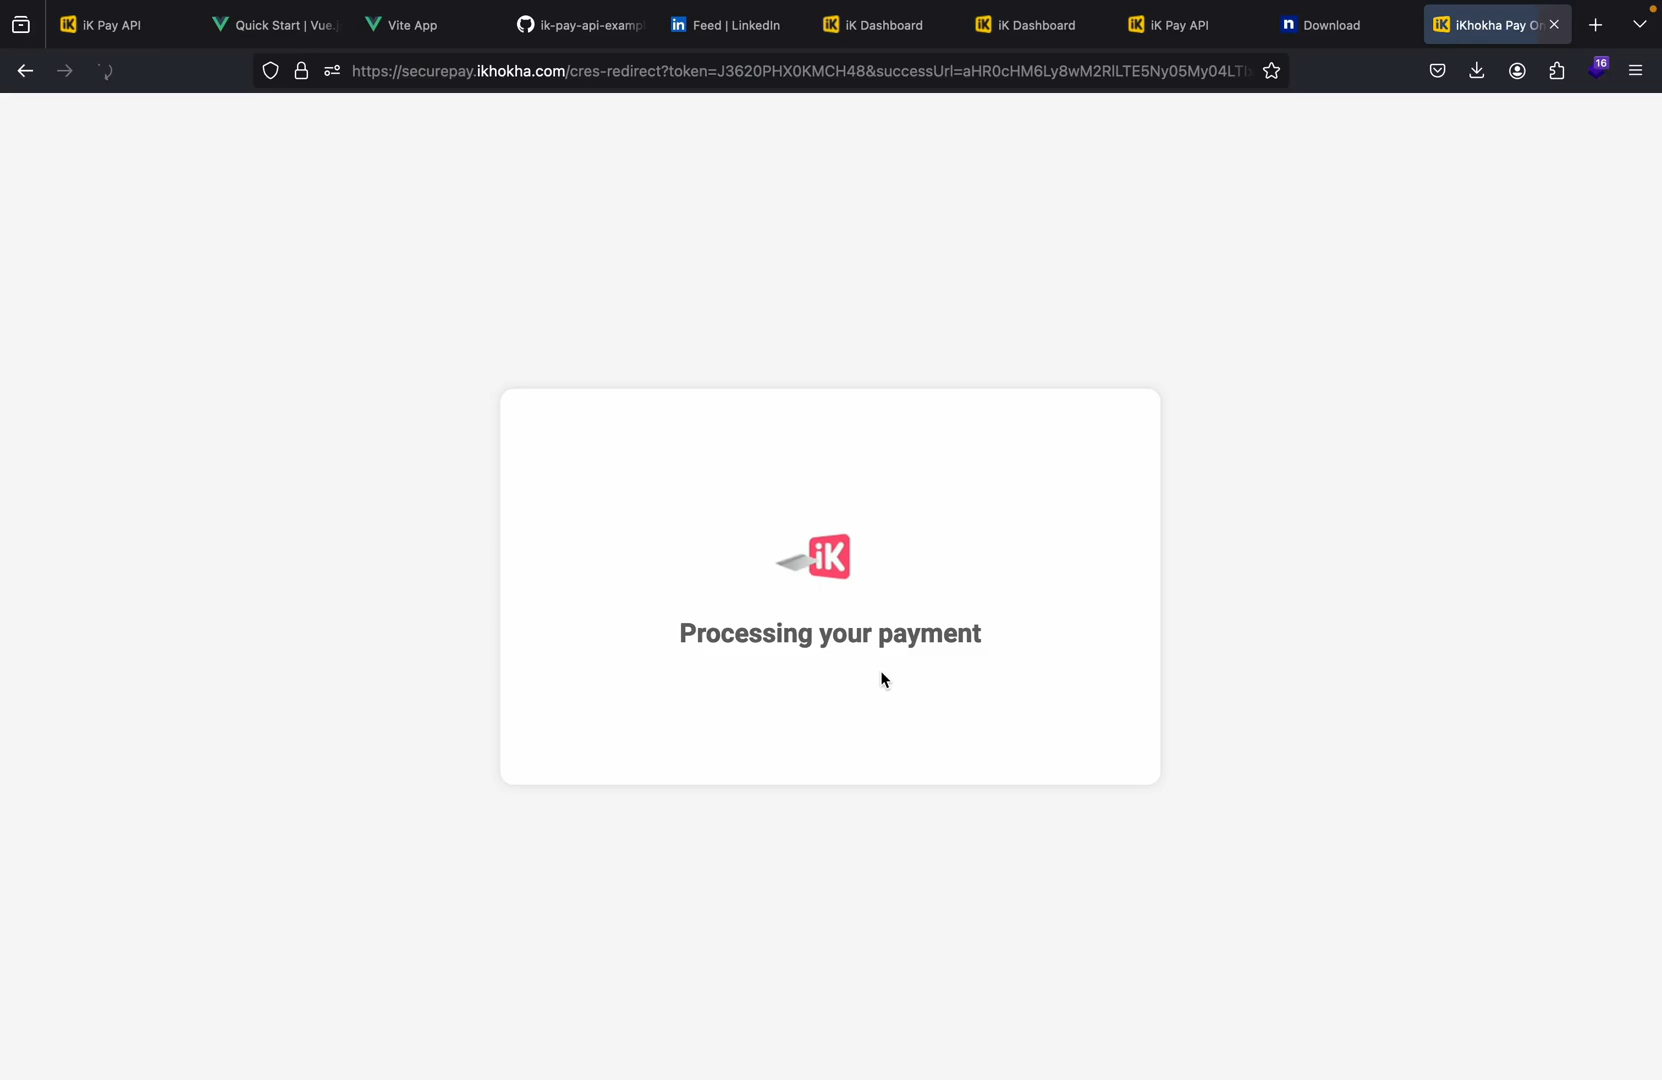 iK Pay API
Quick Start | Vue.j
Vite App
ik-pay-api-examp
Feed | LinkedIn
iK Dashboard
iK Dashboard
iK Pay API
Download
iKhokha Pay On
https://securepay.ikhokha.com/cres-redirect?token=J3620PHX0KMCH48&successUrl=aHR0cHM6Ly8wM2RlLTE5Ny05My04LTIx
16
iK
Processing your payment